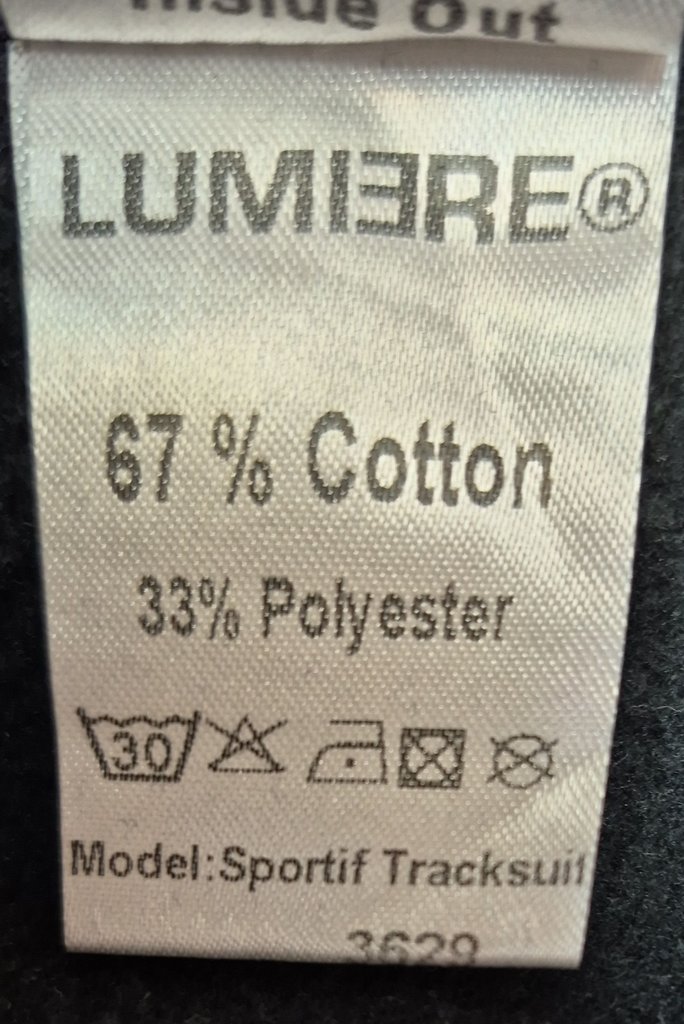 Inside Out
LUMIƎRE®
67 % Cotton
33% Polyester
30
Model:Sportif Tracksuit
3629